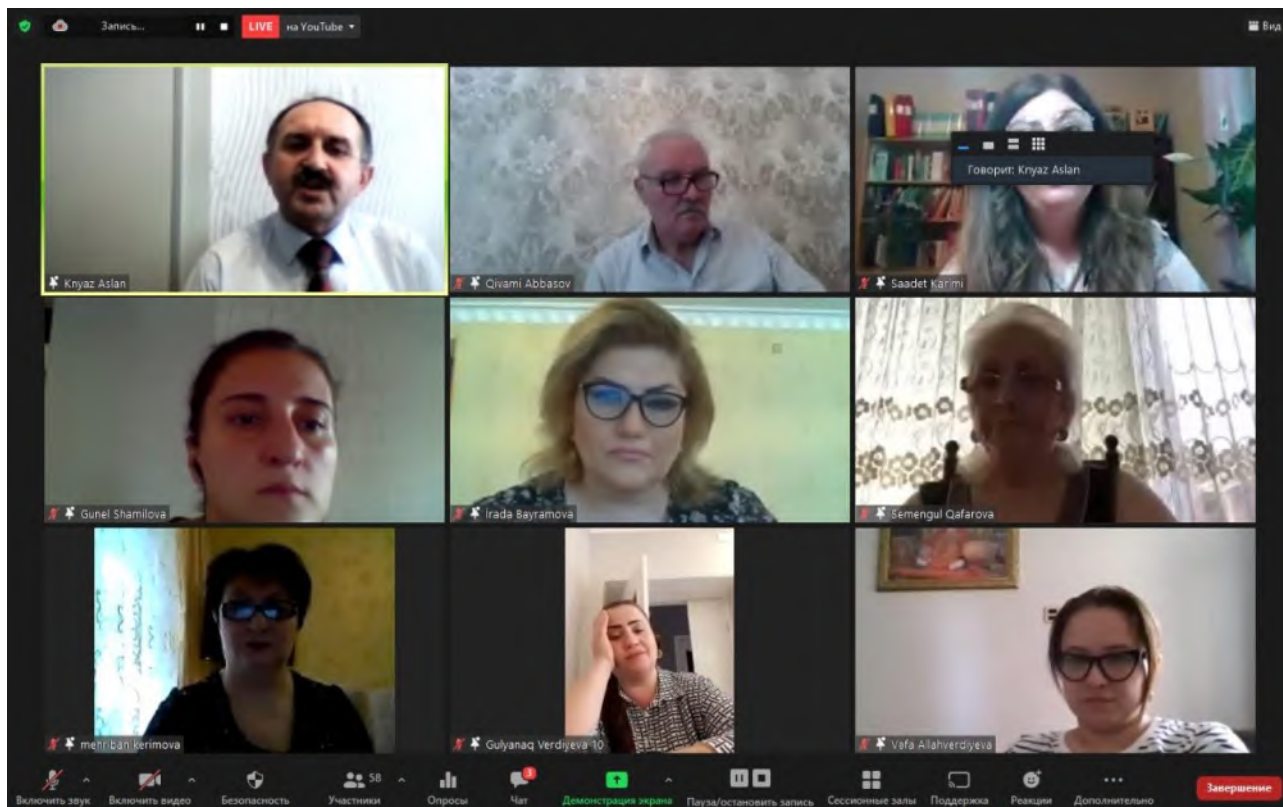 Запись...
LIVE на YouTube
Вид
Говорит: Knyaz Aslan
Knyaz Aslan
Qivami Abbasov
Saadet Karimi
Gunel Shamilova
İrada Bayramova
Semengul Qafarova
mehriban kerimova
Gulyanaq Verdiyeva 10
Vafa Allahverdiyeva
58
3
Включить звук Включить видео Безопасность Участники Опросы Чат Демонстрация экрана Пауза/остановить запись Сессионные залы Поддержка Реакции Дополнительно
Завершение